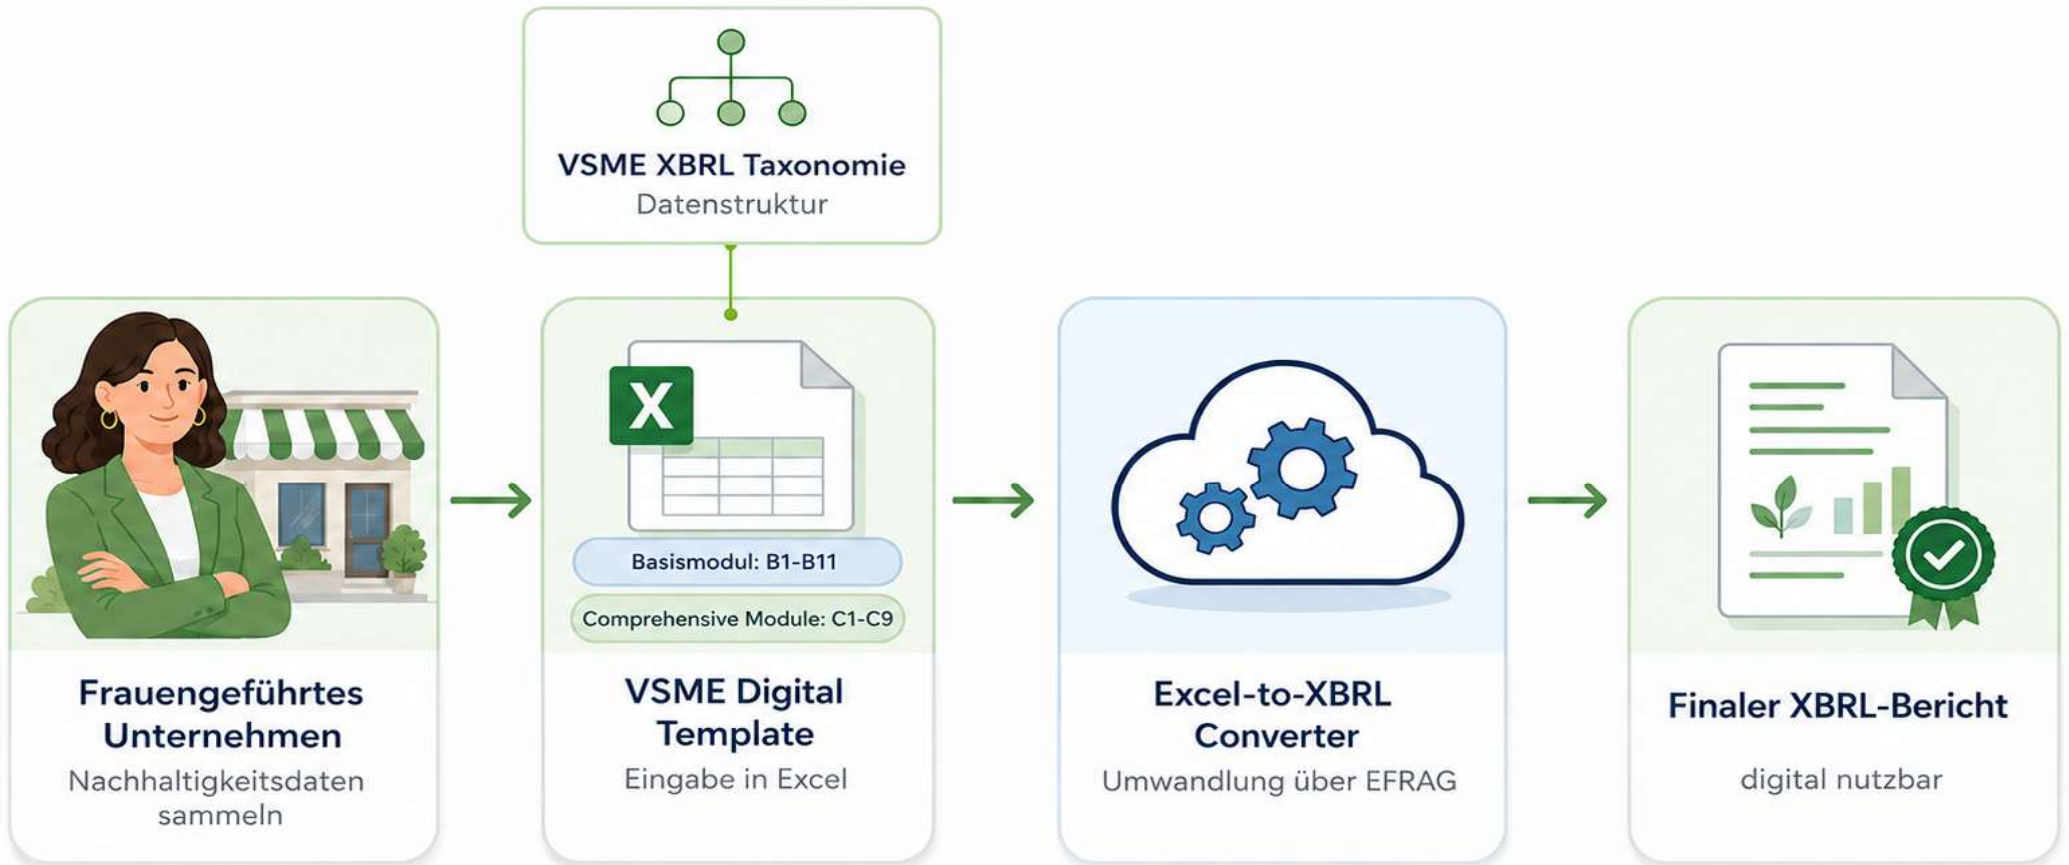 VSME XBRL Taxonomie
Datenstruktur
Frauengeführtes
Unternehmen
Nachhaltigkeitsdaten
sammeln
X
Basismodul: B1-B11
Comprehensive Module: C1-C9
VSME Digital
Template
Eingabe in Excel
Excel-to-XBRL
Converter
Umwandlung über EFRAG
Finaler XBRL-Bericht
digital nutzbar